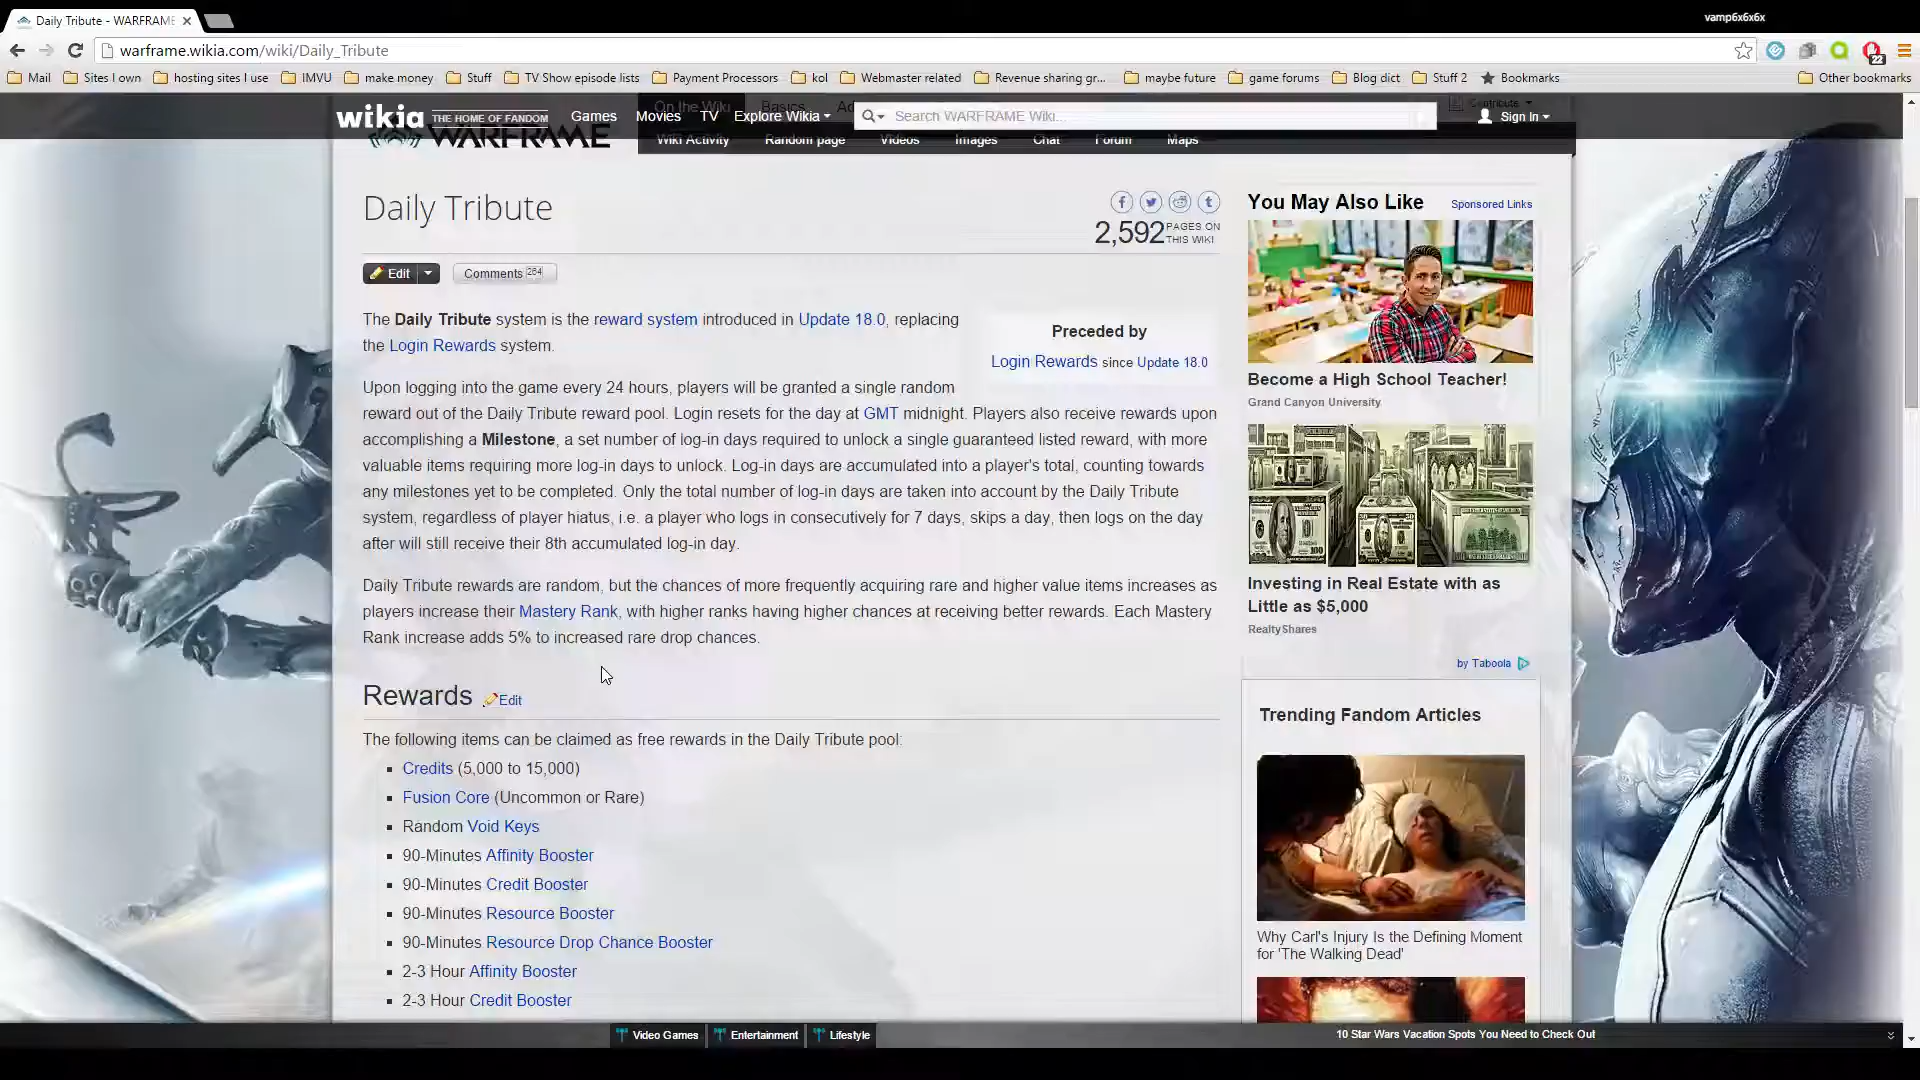 Daily Tribute - WARFRAME
vamp6x6x6x
warframe.wikia.com/wiki/Daily_Tribute
22
Mail Sites I own hosting sites I use IMVU make money Stuff TV Show episode lists Payment Processors kol Webmaster related Revenue sharing gr... maybe future game forums Blog dict Stuff 2 Bookmarks Other bookmarks
On the Wiki Basics Contribute
wikia THE HOME OF FANDOM Games Movies TV Explore Wikia Search WARFRAME Wiki... Sign In
WARFRAME
Wiki Activity Random page Videos Images Chat Forum Maps
Daily Tribute
2,592 PAGES ON THIS WIKI
Edit Comments 264
The Daily Tribute system is the reward system introduced in Update 18.0, replacing
the Login Rewards system.
Preceded by
Login Rewards since Update 18.0
Upon logging into the game every 24 hours, players will be granted a single random
reward out of the Daily Tribute reward pool. Login resets for the day at GMT midnight. Players also receive rewards upon
accomplishing a Milestone, a set number of log-in days required to unlock a single guaranteed listed reward, with more
valuable items requiring more log-in days to unlock. Log-in days are accumulated into a player's total, counting towards
any milestones yet to be completed. Only the total number of log-in days are taken into account by the Daily Tribute
system, regardless of player hiatus, i.e. a player who logs in consecutively for 7 days, skips a day, then logs on the day
after will still receive their 8th accumulated log-in day.
Daily Tribute rewards are random, but the chances of more frequently acquiring rare and higher value items increases as
players increase their Mastery Rank, with higher ranks having higher chances at receiving better rewards. Each Mastery
Rank increase adds 5% to increased rare drop chances.
Rewards Edit
The following items can be claimed as free rewards in the Daily Tribute pool:
Credits (5,000 to 15,000)
Fusion Core (Uncommon or Rare)
Random Void Keys
90-Minutes Affinity Booster
90-Minutes Credit Booster
90-Minutes Resource Booster
90-Minutes Resource Drop Chance Booster
2-3 Hour Affinity Booster
2-3 Hour Credit Booster
You May Also Like Sponsored Links
Become a High School Teacher!
Grand Canyon University
Investing in Real Estate with as
Little as $5,000
RealtyShares
by Taboola
Trending Fandom Articles
Why Carl's Injury Is the Defining Moment
for 'The Walking Dead'
Video Games Entertainment Lifestyle
10 Star Wars Vacation Spots You Need to Check Out